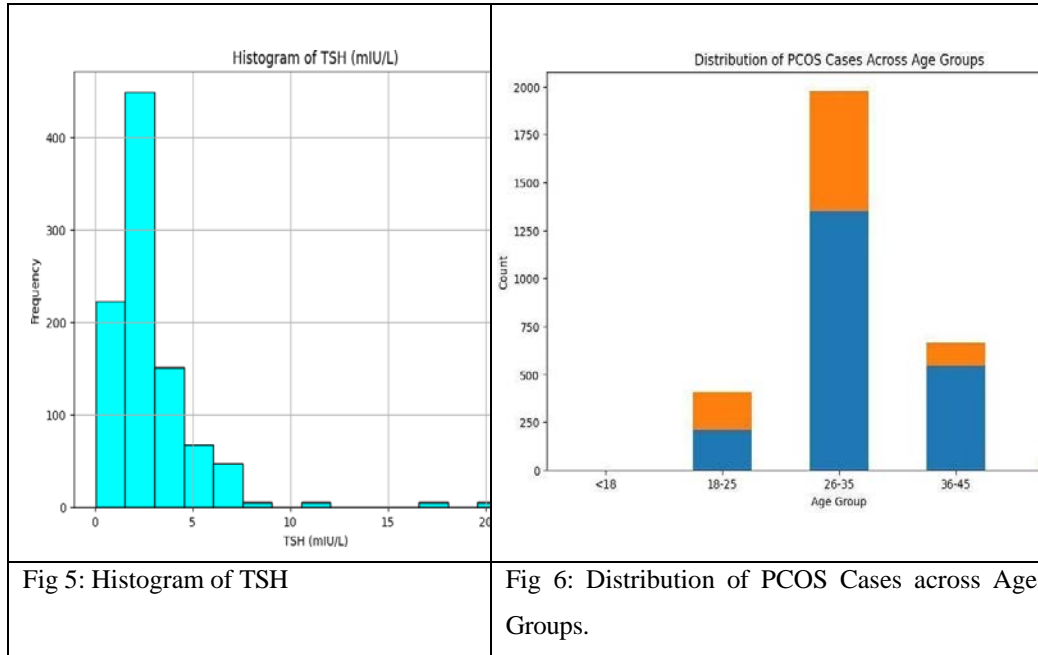 Histogram of TSH (mIU/L)
400
300
200
100
0
Frequency
0 5 10 15 20
TSH (mIU/L)
Distribution of PCOS Cases Across Age Groups
2000
1750
1500
1250
1000
750
500
250
0
Count
<18 18-25 26-35 36-45
Age Group
Fig 5: Histogram of TSH
Fig 6: Distribution of PCOS Cases across Age
Groups.